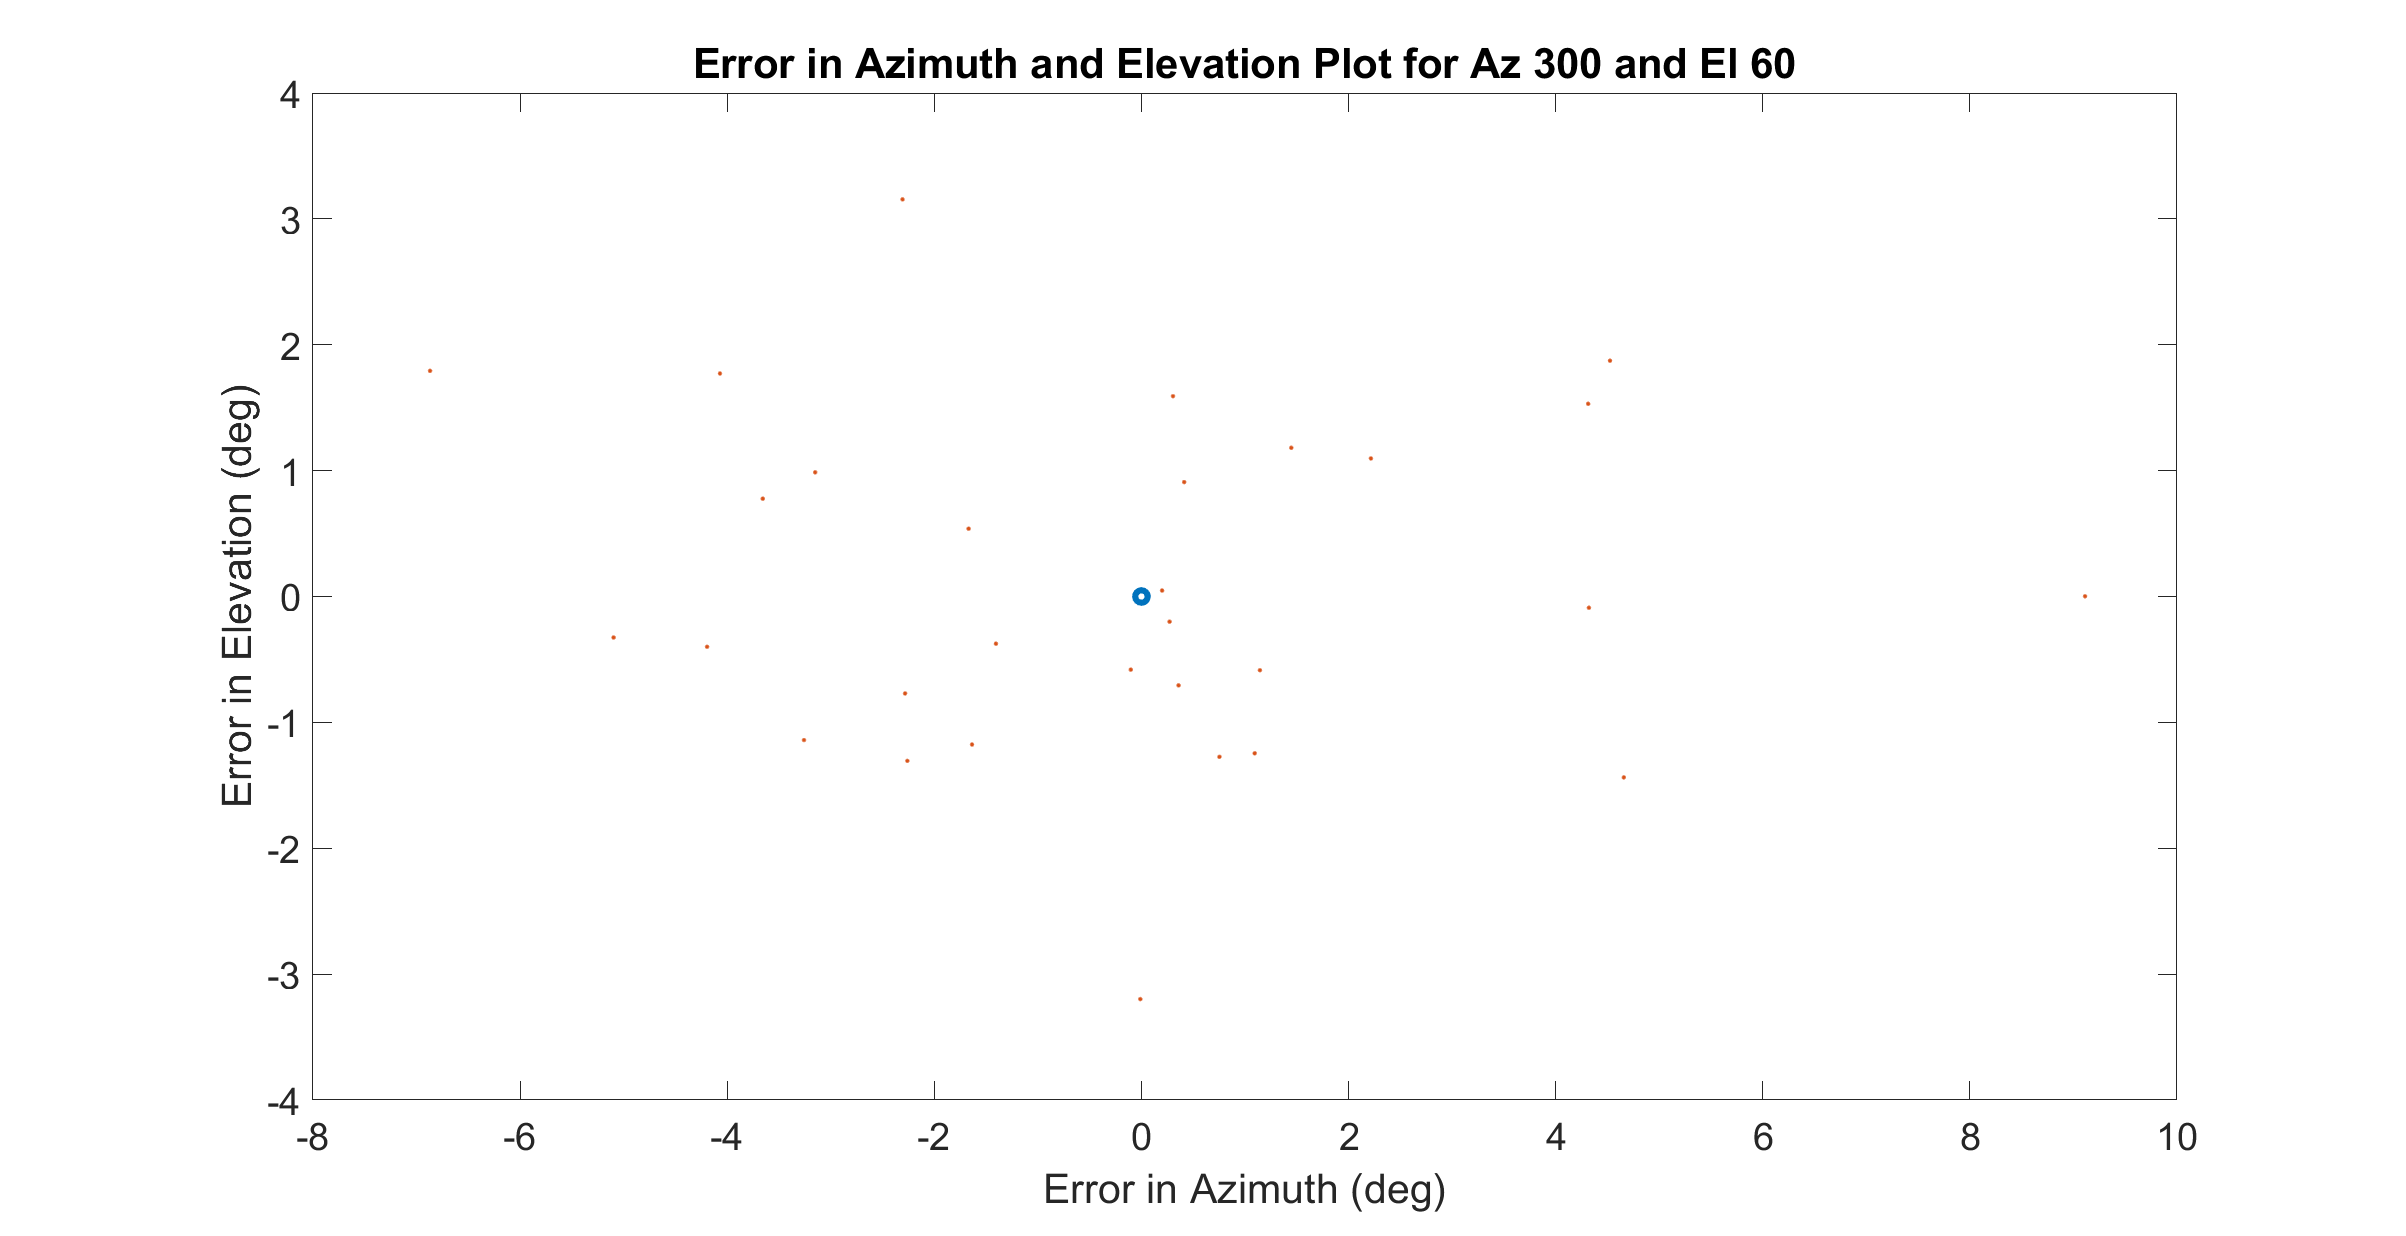 Error in Azimuth and Elevation Plot for Az 300 and El 60
4
3
2
1
0
-1
-2
-3
-4
Error in Elevation (deg)
-8 -6 -4 -2 0 2 4 6 8 10
Error in Azimuth (deg)